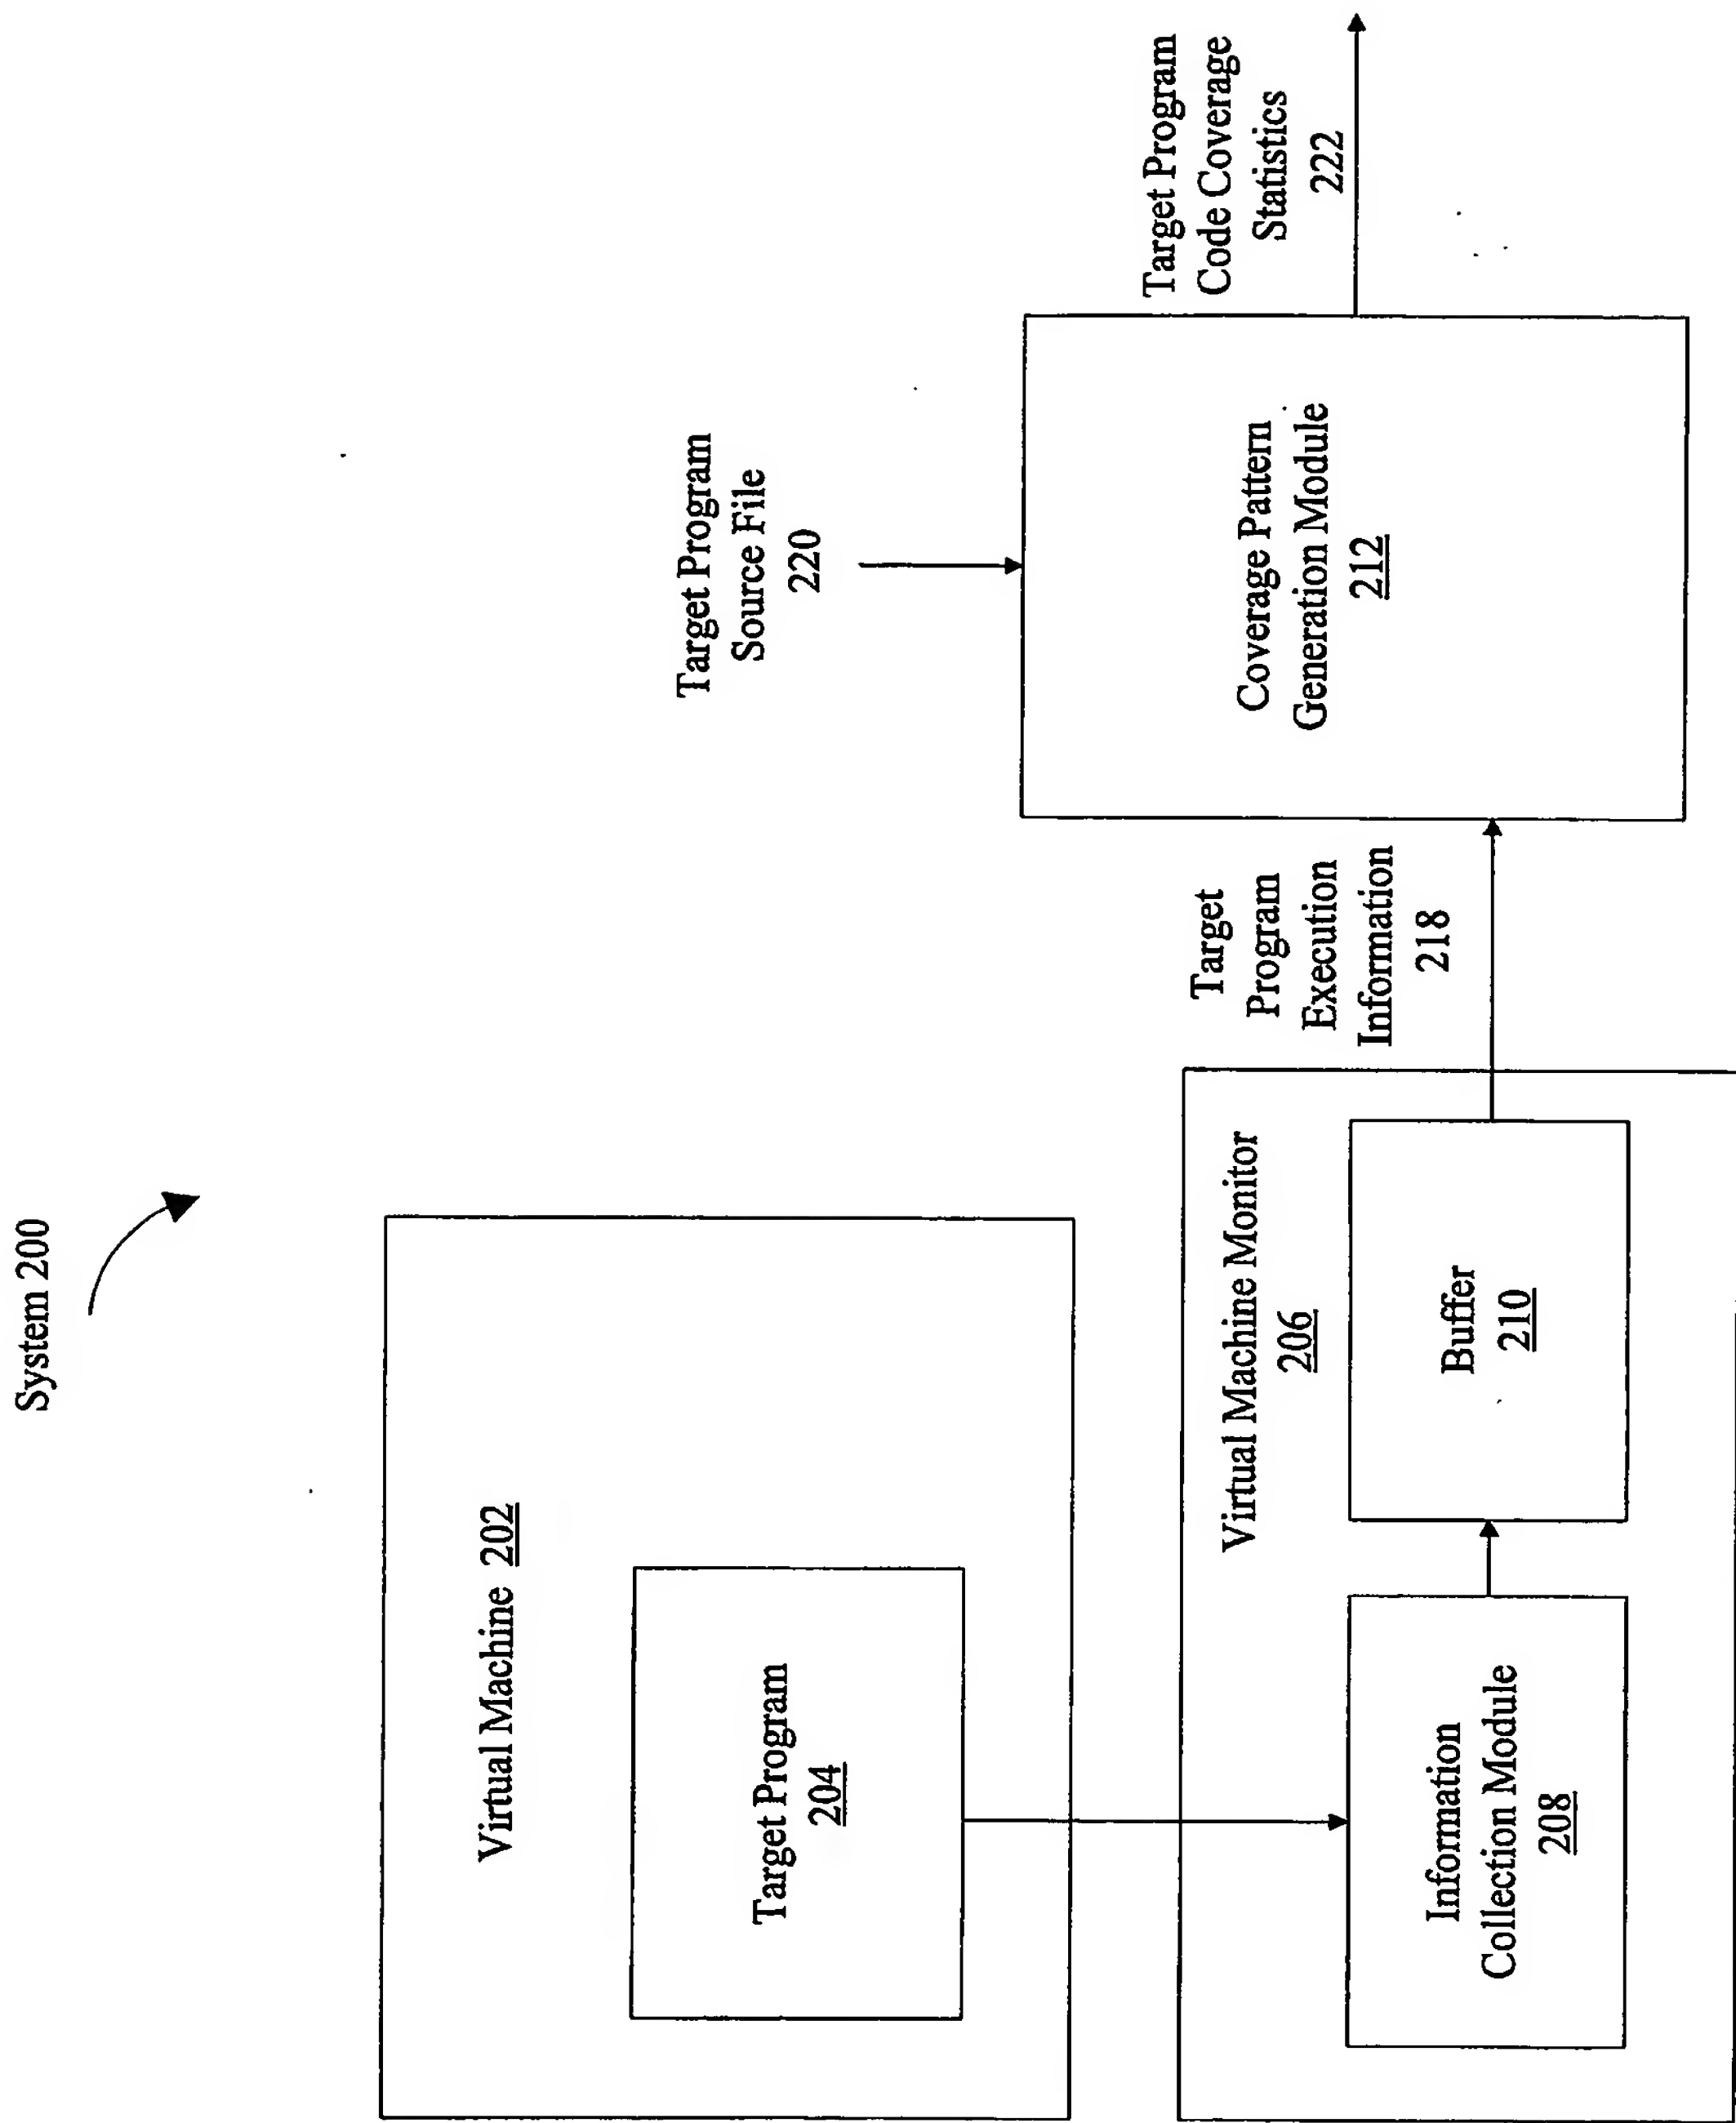 System 200
Virtual Machine 202
Target Program
204
Virtual Machine Monitor
206
Information
Collection Module
208
Buffer
210
Target
Program
Execution
Information
218
Target Program
Source File
220
Coverage Pattern
Generation Module
212
Target Program
Code Coverage
Statistics
222